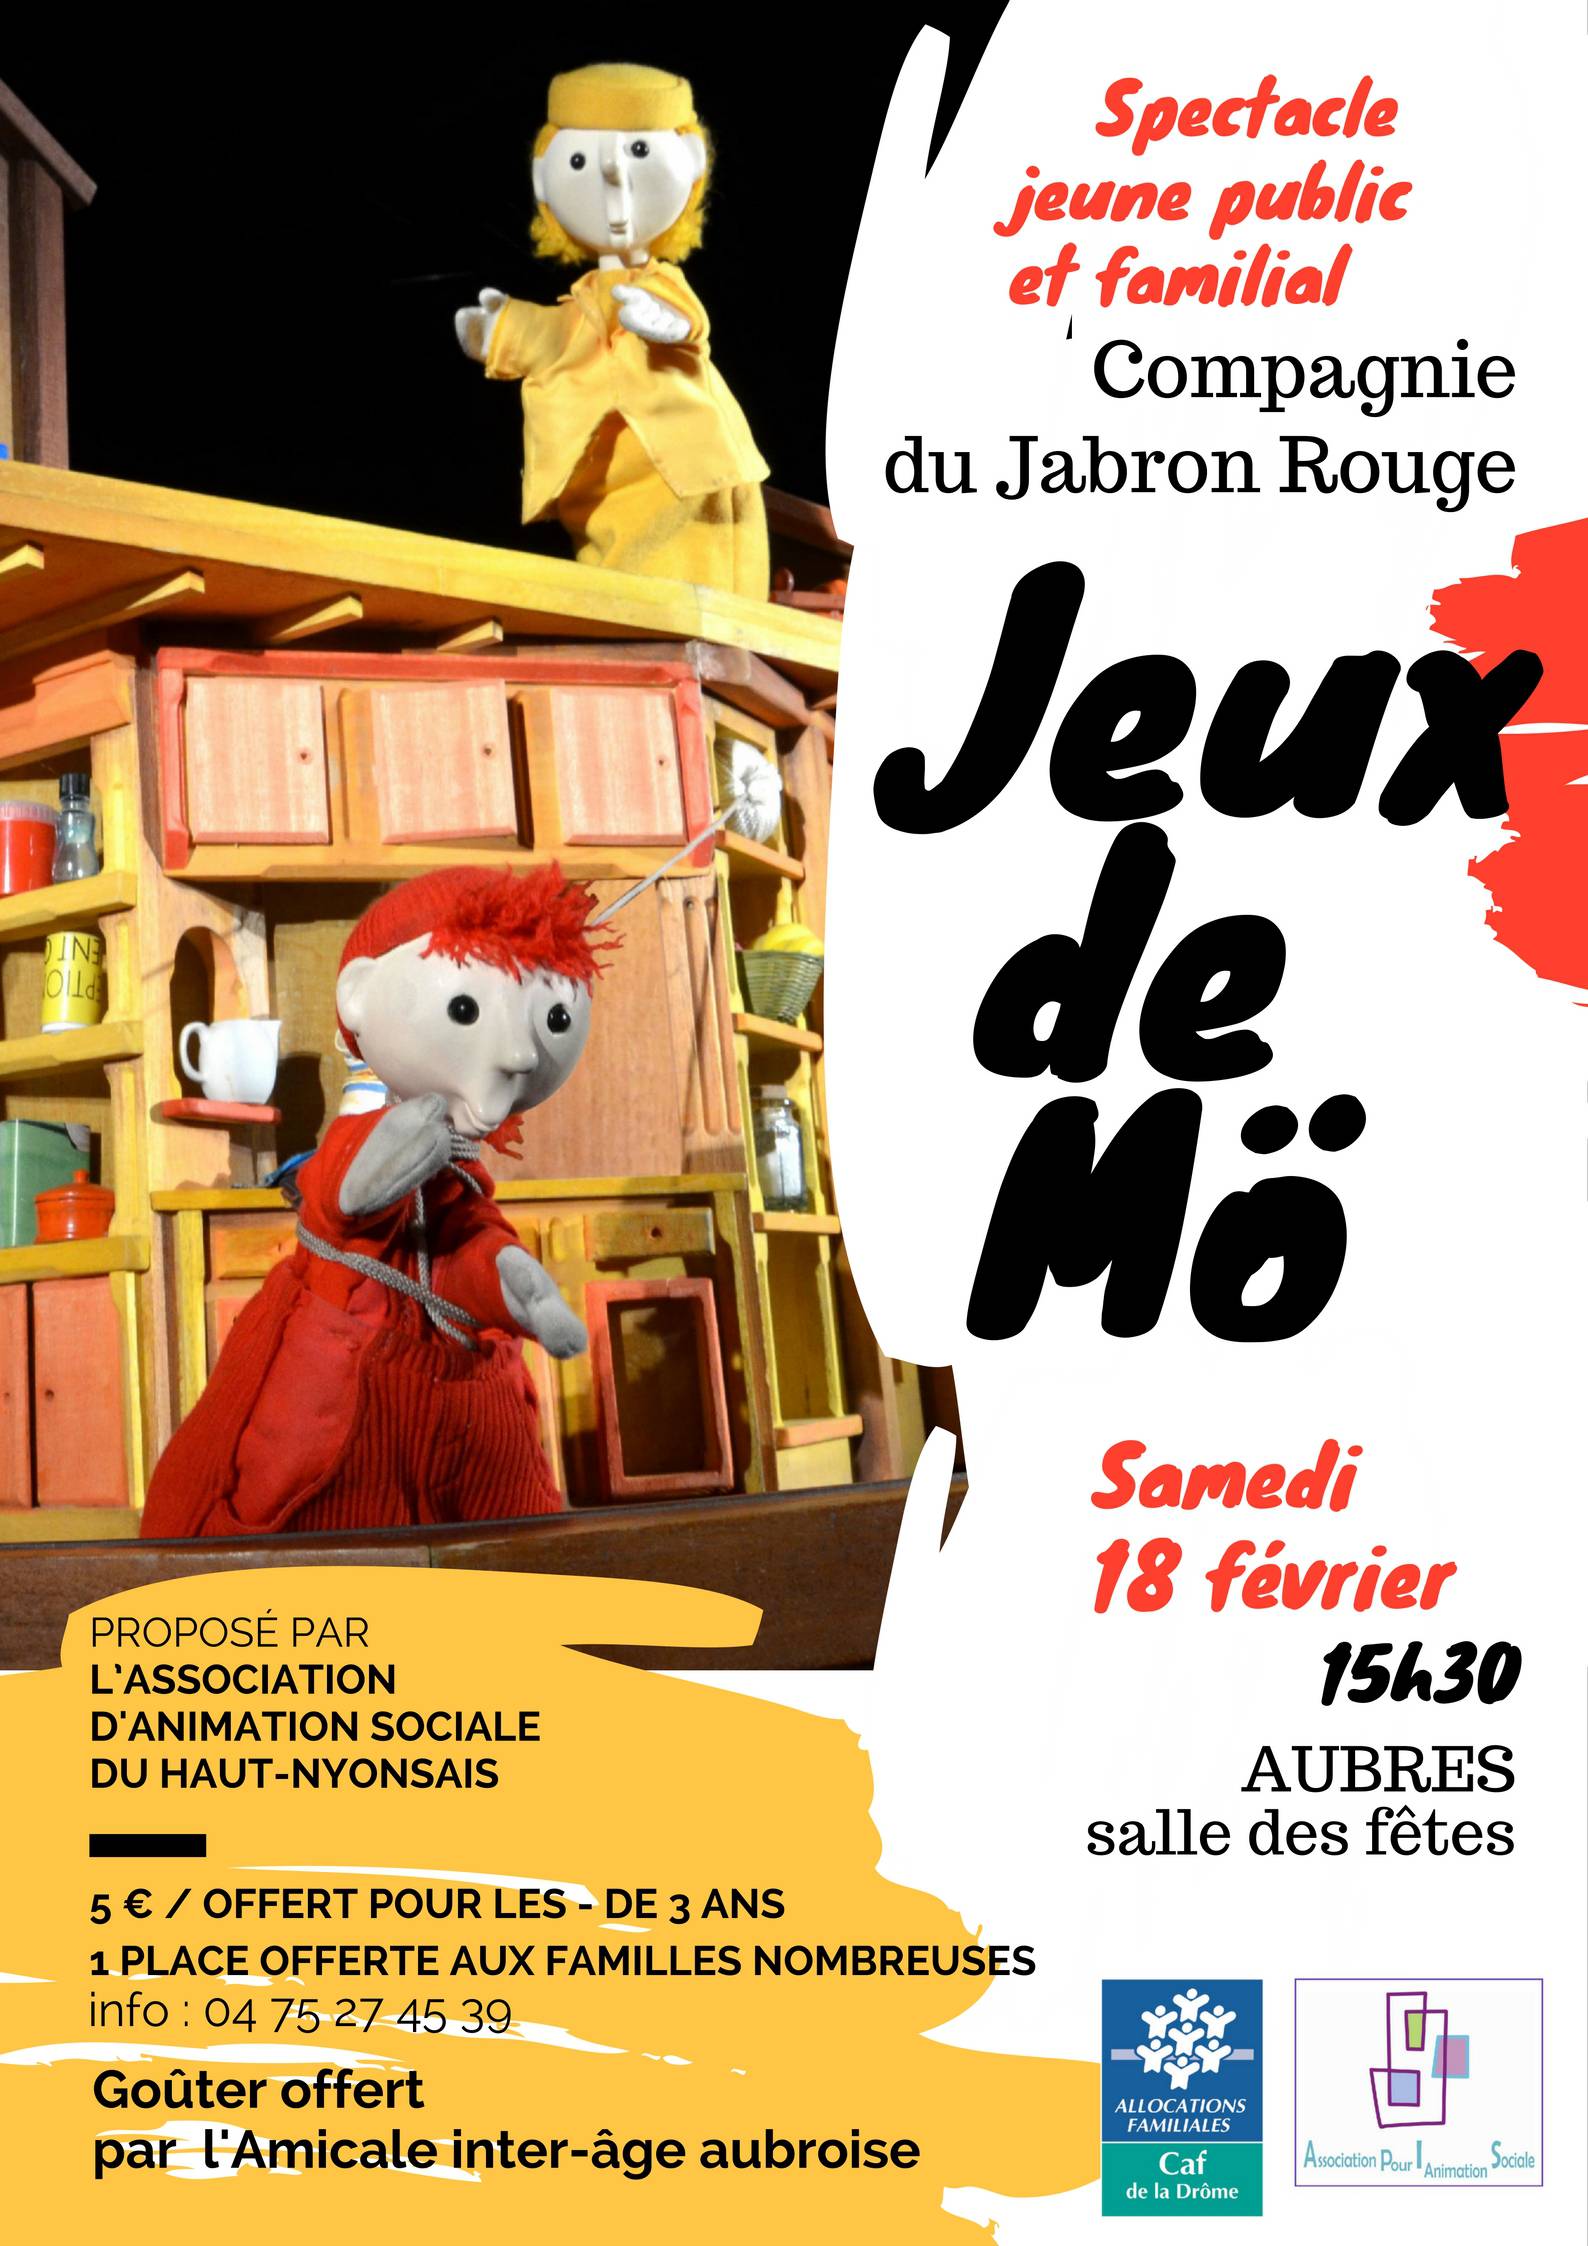 Spectacle
jeune public
et familial
Compagnie
du Jabron Rouge
Jeux
de
Mö
Samedi
18 février
15h30
AUBRES
salle des fêtes
PROPOSÉ PAR
L'ASSOCIATION
D'ANIMATION SOCIALE
DU HAUT-NYONSAIS
5 € / OFFERT POUR LES - DE 3 ANS
1 PLACE OFFERTE AUX FAMILLES NOMBREUSES
info : 04 75 27 45 39
Goûter offert
par l'Amicale inter-âge aubroise
ALLOCATIONS
FAMILIALES
Caf
de la Drôme
Association Pour l Animation Sociale